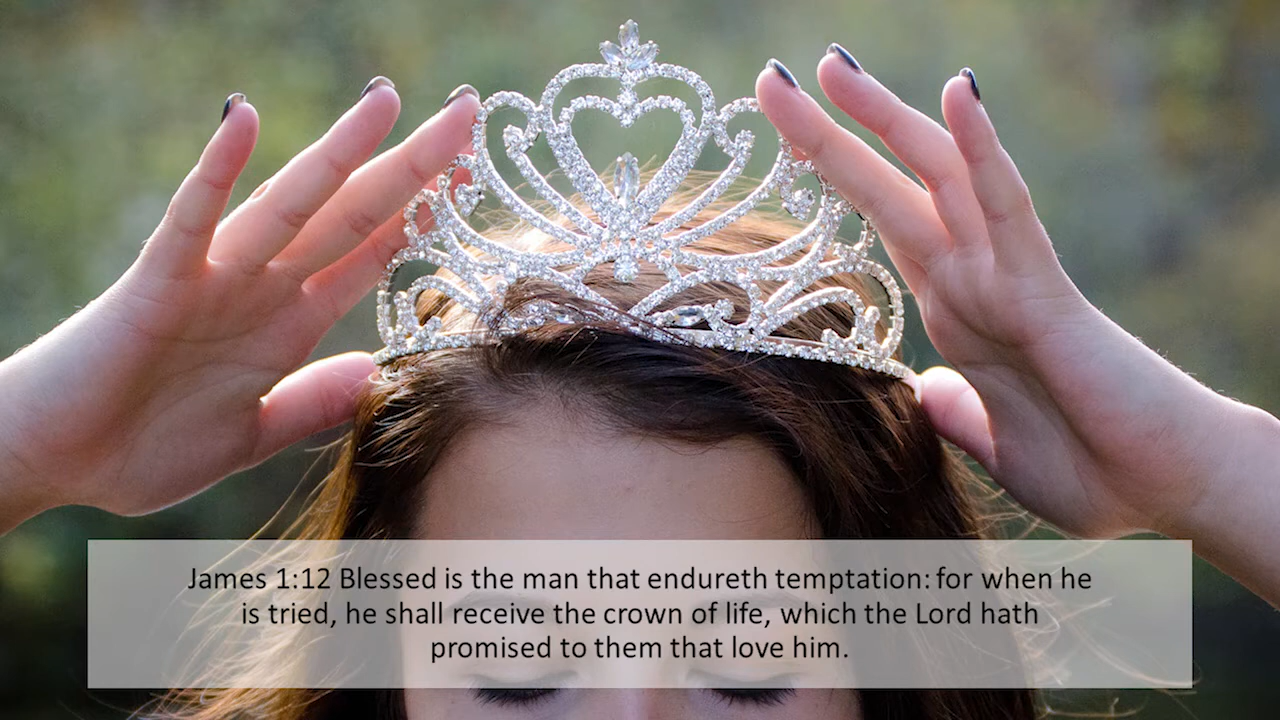 James 1:12 Blessed is the man that endureth temptation: for when he
is tried, he shall receive the crown of life, which the Lord hath
promised to them that love him.